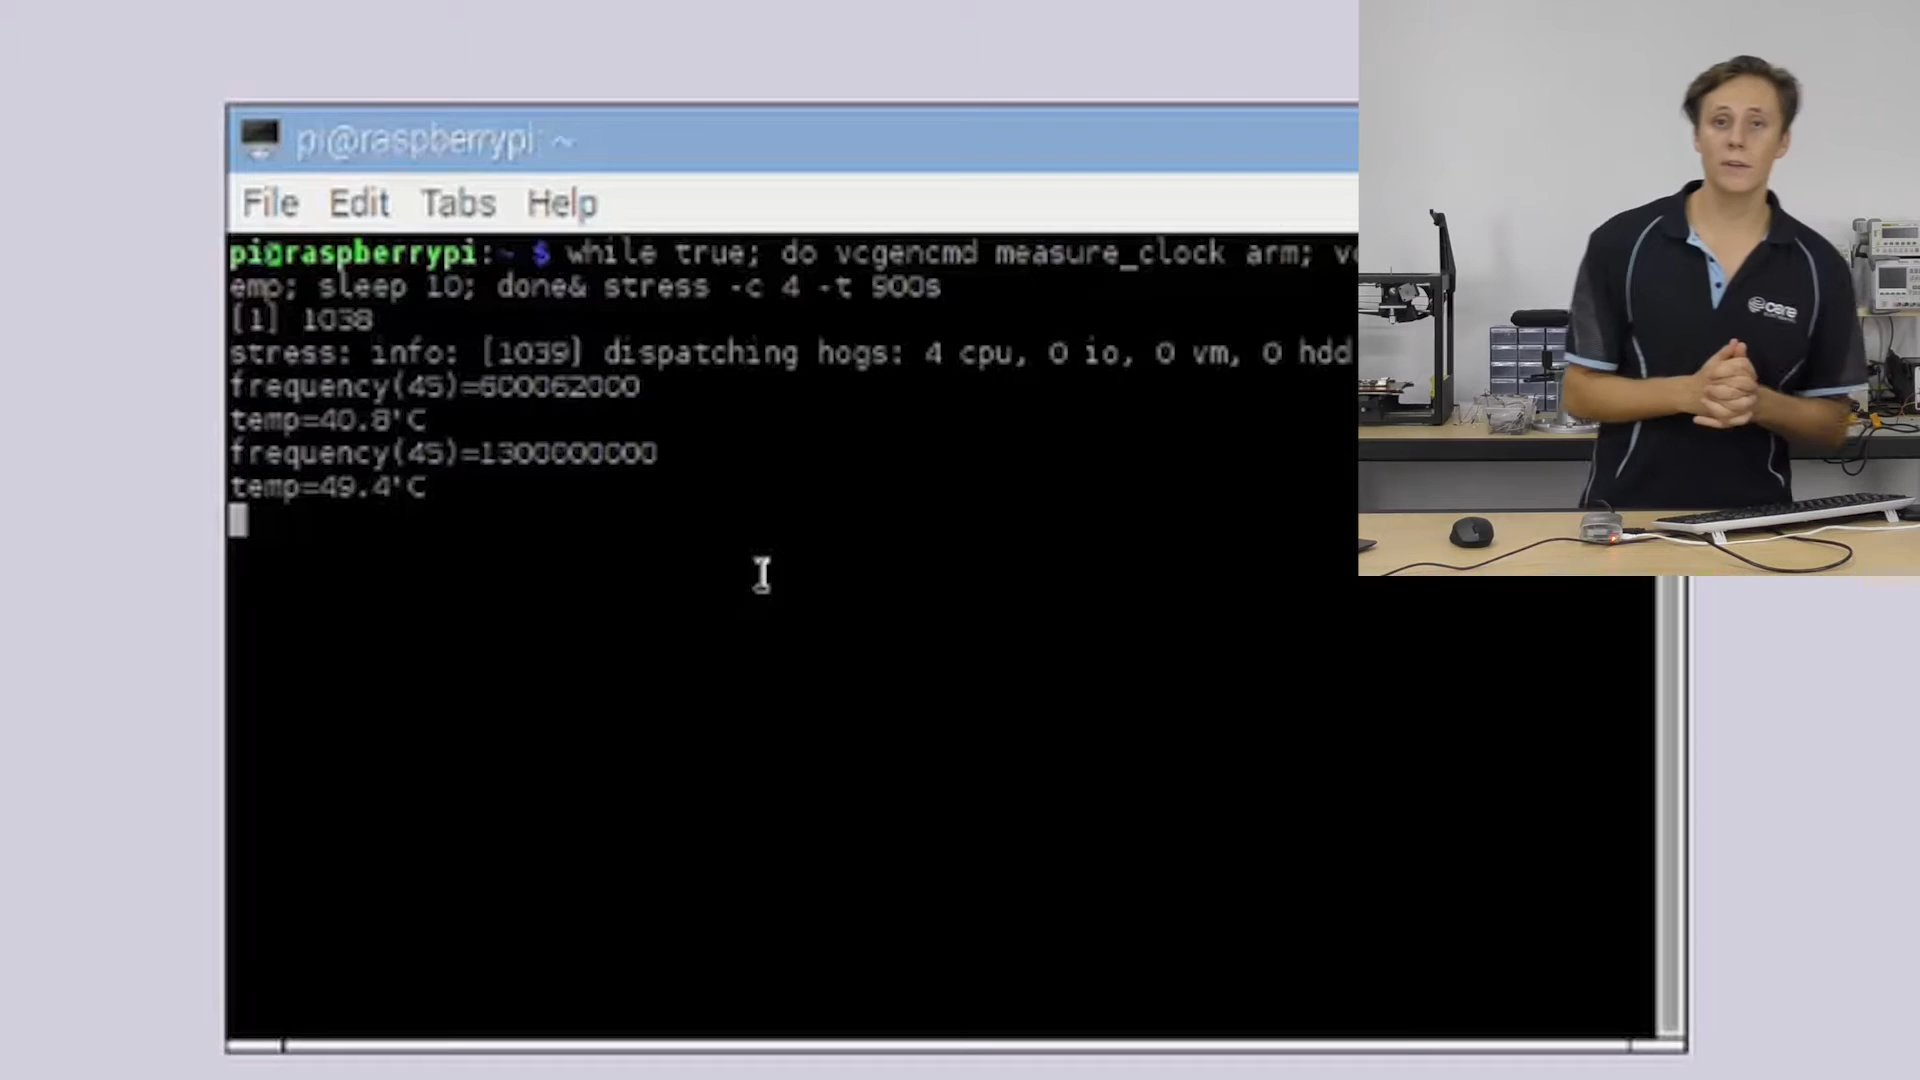 pi@raspberrypi: ~
File Edit Tabs Help
pi@raspberrypi:~ $ while true; do vcgencmd measure_clock arm; vc
emp; sleep 10; done& stress -c 4 -t 900s
[1] 1038
stress: info: [1039] dispatching hogs: 4 cpu, 0 io, 0 vm, 0 hdd
frequency(45)=600062000
temp=40.8'C
frequency(45)=1300000000
temp=49.4'C
core